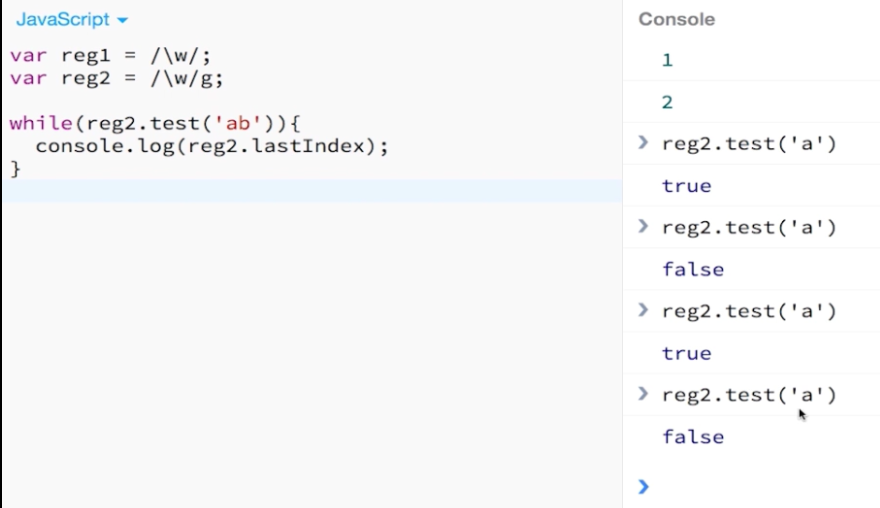 JavaScript
var reg1 = /\w/;
var reg2 = /\w/g;
while(reg2.test('ab')){
  console.log(reg2.lastIndex);
}
Console
1
2
reg2.test('a')
true
reg2.test('a')
false
reg2.test('a')
true
reg2.test('a')
false